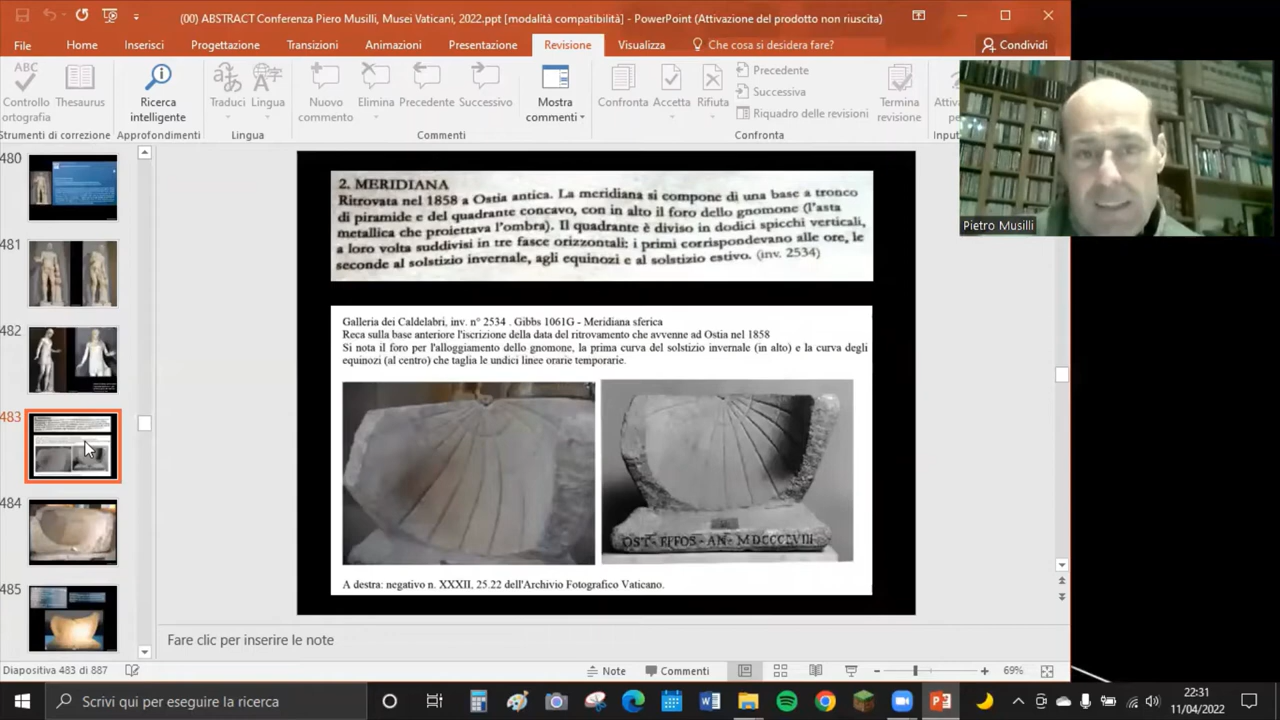 (00) ABSTRACT Conferenza Piero Musilli, Musei Vaticani, 2022.ppt [modalità compatibilità] - PowerPoint (Attivazione del prodotto non riuscita)
File Home Inserisci Progettazione Transizioni Animazioni Presentazione Revisione Visualizza Che cosa si desidera fare? Condividi
ABC
Controllo ortografia
Thesaurus
Ricerca intelligente
Traduci
Lingua
Nuovo commento
Elimina
Precedente
Successivo
Mostra commenti
Confronta
Accetta
Rifiuta
Precedente
Successiva
Riquadro delle revisioni
Termina revisione
Strumenti di correzione Approfondimenti Lingua Commenti Confronta
480
481
482
483
484
485
2. MERIDIANA
Ritrovata nel 1858 a Ostia antica. La meridiana si compone di una base a tronco
di piramide e del quadrante concavo, con in alto il foro dello gnomone (l'asta
metallica che proiettava l'ombra). Il quadrante è diviso in dodici spicchi verticali,
a loro volta suddivisi in tre fasce orizzontali: i primi corrispondevano alle ore, le
seconde al solstizio invernale, agli equinozi e al solstizio estivo. (inv. 2534)
Galleria dei Caldelabri, inv. n° 2534 . Gibbs 1061G - Meridiana sferica
Reca sulla base anteriore l'iscrizione della data del ritrovamento che avvenne ad Ostia nel 1858
Si nota il foro per l'alloggiamento dello gnomone, la prima curva del solstizio invernale (in alto) e la curva degli
equinozi (al centro) che taglia le undici linee orarie temporarie.
OST - EFFOS - AN - MDCCCLVIII
A destra: negativo n. XXXII, 25.22 dell'Archivio Fotografico Vaticano.
Pietro Musilli
Fare clic per inserire le note
Diapositiva 483 di 887 Note Commenti 69%
Scrivi qui per eseguire la ricerca
22:31
11/04/2022